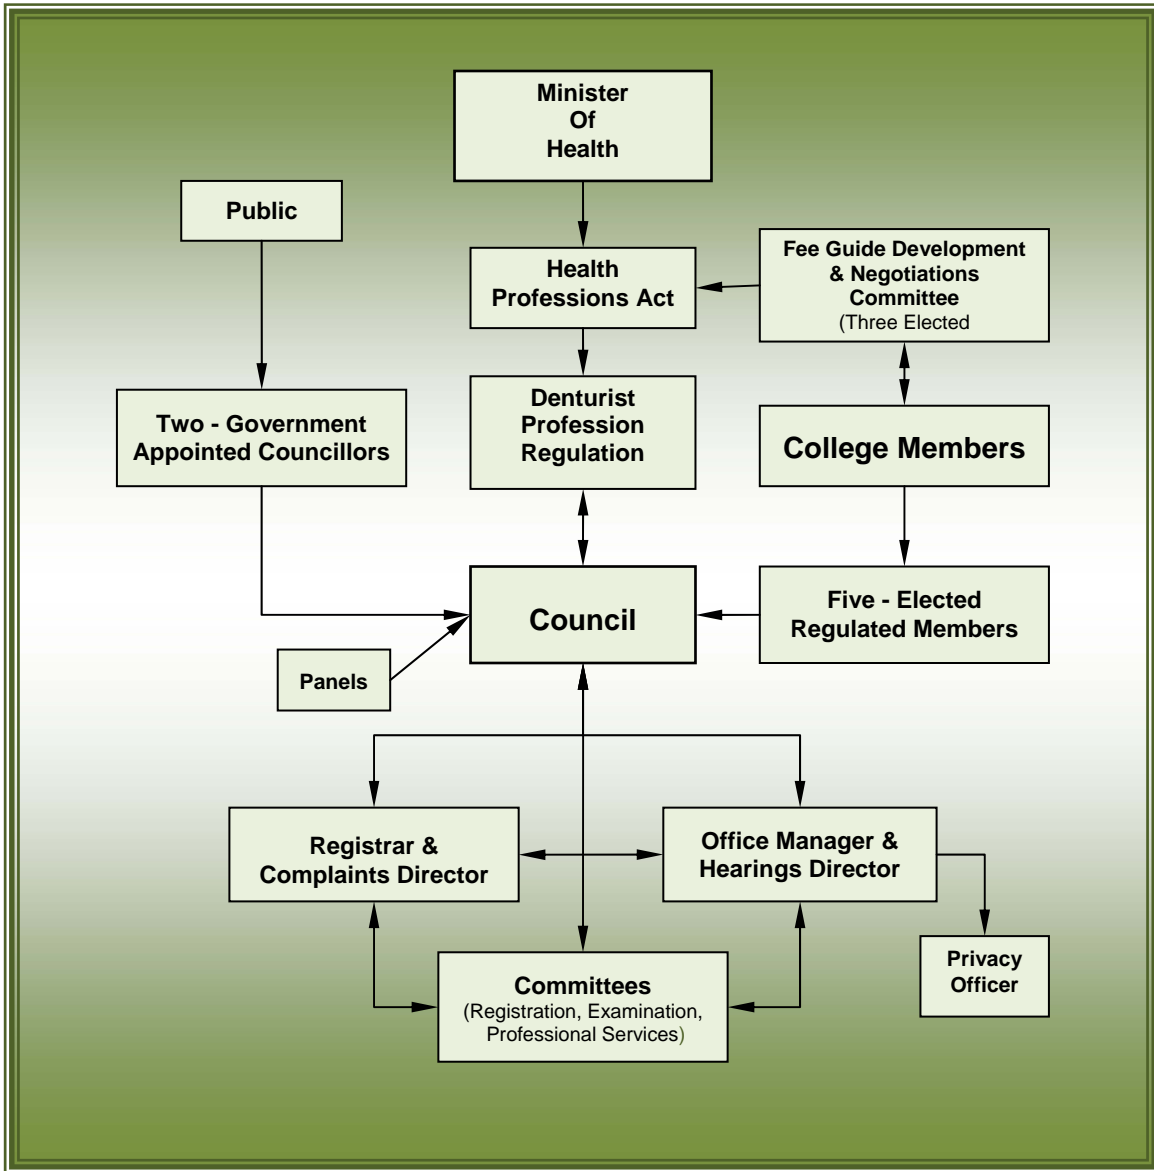 Minister
Of
Health
Public
Health
Professions Act
Fee Guide Development
& Negotiations
Committee
(Three Elected
Two - Government
Appointed Councillors
Denturist
Profession
Regulation
College Members
Council
Five - Elected
Regulated Members
Panels
Registrar &
Complaints Director
Office Manager &
Hearings Director
Privacy
Officer
Committees
(Registration, Examination,
Professional Services)